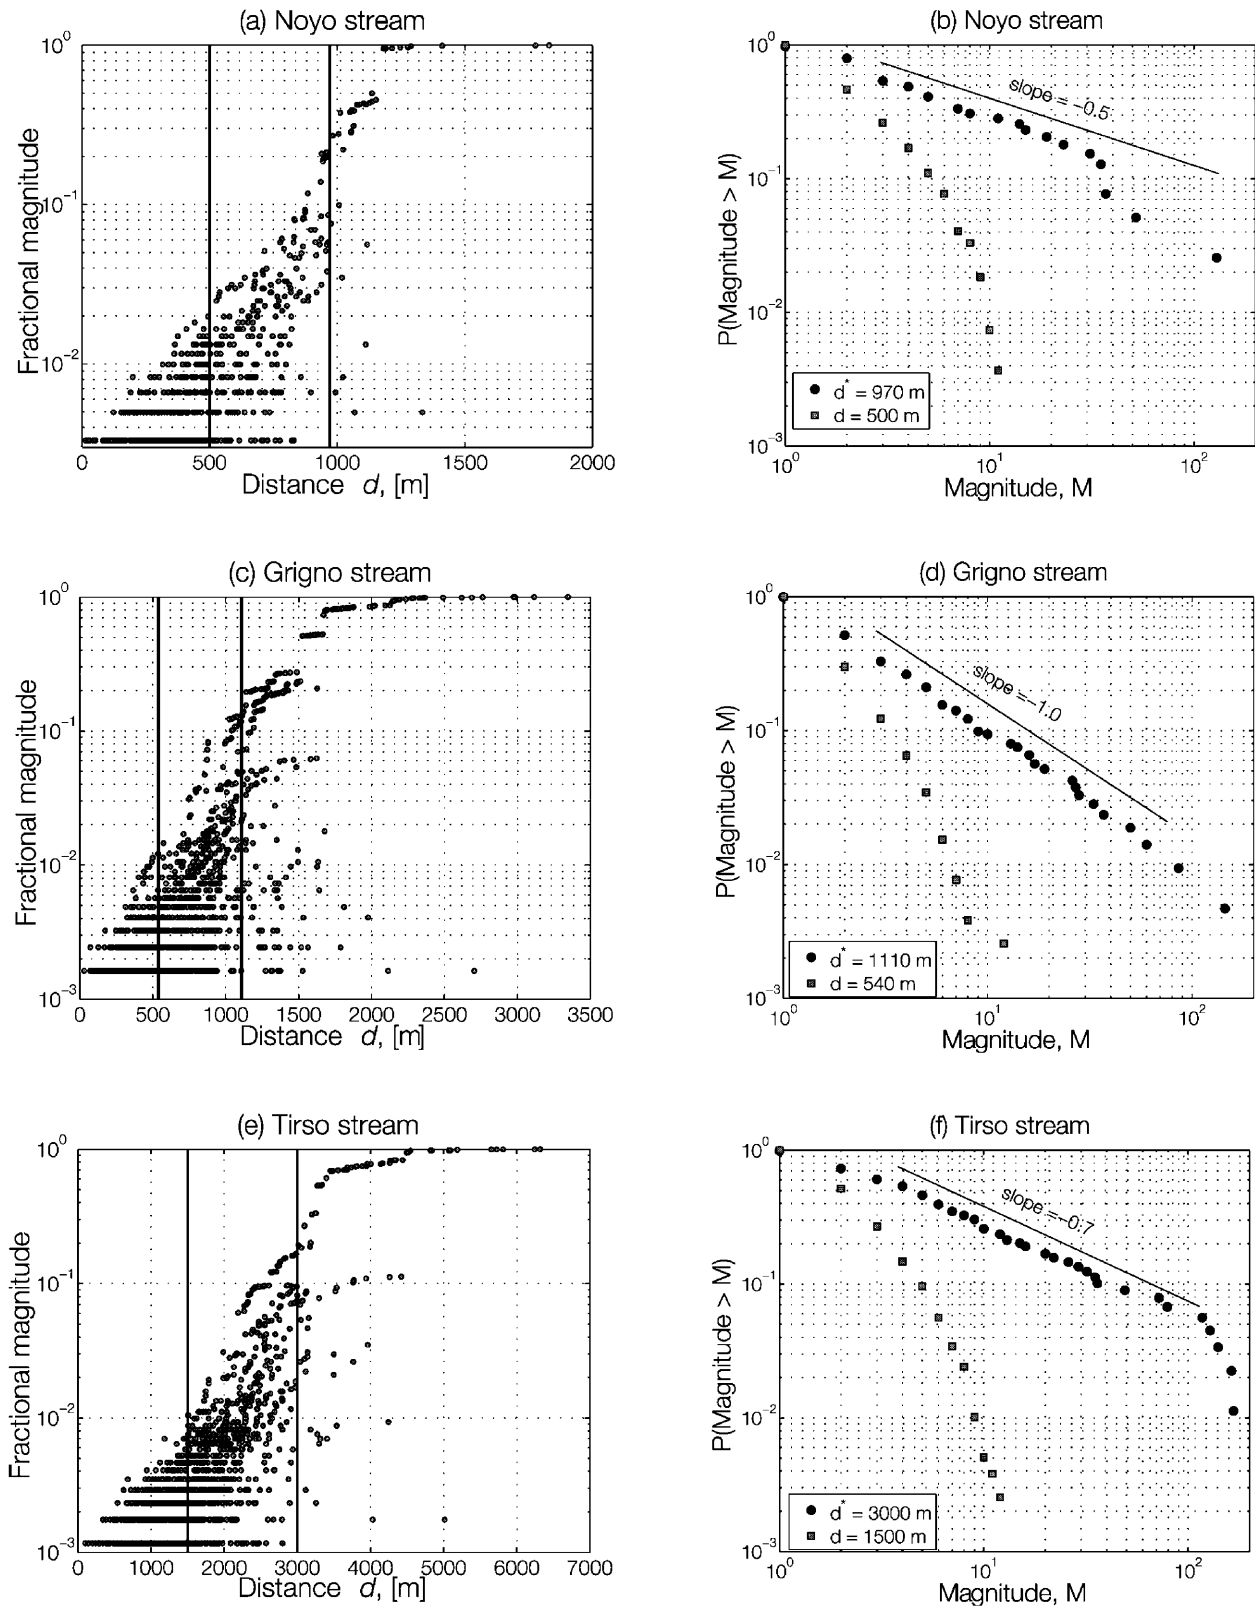 (a) Noyo stream
10^0
10^-1
10^-2
Fractional magnitude
0 500 1000 1500 2000
Distance d, [m]
(b) Noyo stream
10^0
10^-1
10^-2
10^-3
P(Magnitude > M)
slope = -0.5
d* = 970 m
d = 500 m
10^0 10^1 10^2
Magnitude, M
(c) Grigno stream
10^0
10^-1
10^-2
10^-3
Fractional magnitude
0 500 1000 1500 2000 2500 3000 3500
Distance d, [m]
(d) Grigno stream
10^0
10^-1
10^-2
10^-3
P(Magnitude > M)
slope =-1.0
d* = 1110 m
d = 540 m
10^0 10^1 10^2
Magnitude, M
(e) Tirso stream
10^0
10^-1
10^-2
10^-3
Fractional magnitude
0 1000 2000 3000 4000 5000 6000 7000
Distance d, [m]
(f) Tirso stream
10^0
10^-1
10^-2
10^-3
P(Magnitude > M)
slope =-0.7
d* = 3000 m
d = 1500 m
10^0 10^1 10^2
Magnitude, M